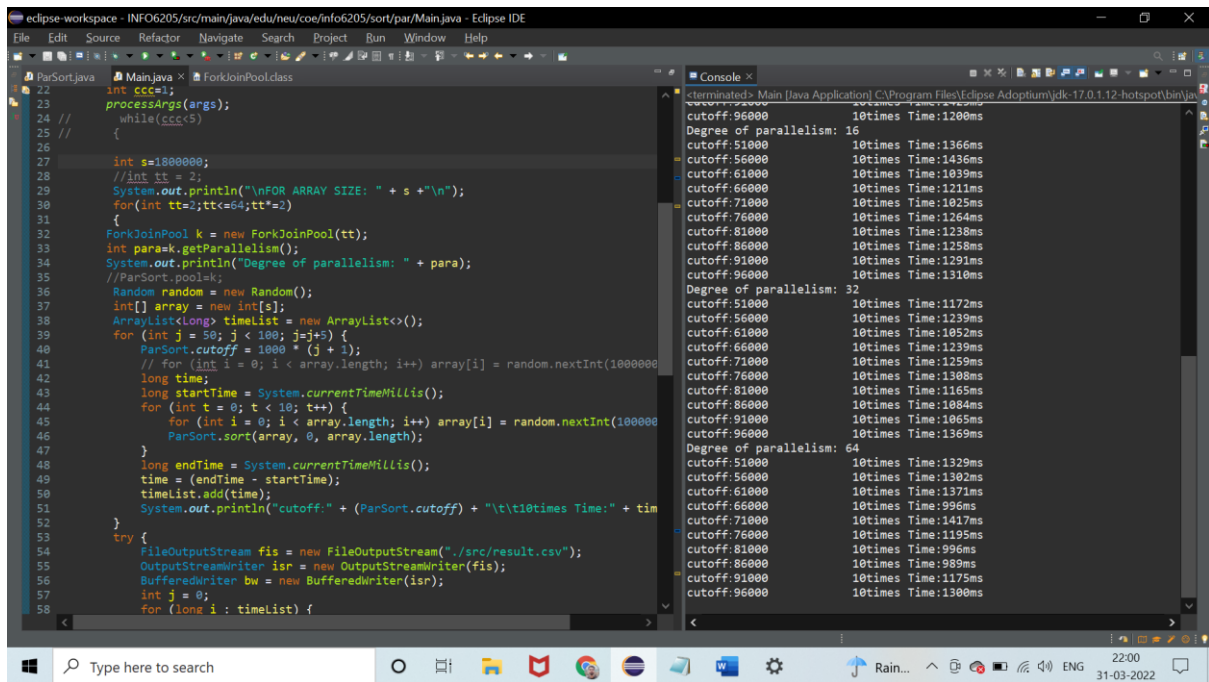 eclipse-workspace - INFO6205/src/main/java/edu/neu/coe/info6205/sort/par/Main.java - Eclipse IDE
File Edit Source Refactor Navigate Search Project Run Window Help
ParSort.java Main.java × ForkJoinPool.class
22 int ccc=1;
23 processArgs(args);
24 // while(ccc<5)
25 // {
26
27 int s=1800000;
28 //int tt = 2;
29 System.out.println("\nFOR ARRAY SIZE: " + s +"\n");
30 for(int tt=2;tt<=64;tt*=2)
31 {
32 ForkJoinPool k = new ForkJoinPool(tt);
33 int para=k.getParallelism();
34 System.out.println("Degree of parallelism: " + para);
35 //ParSort.pool=k;
36 Random random = new Random();
37 int[] array = new int[s];
38 ArrayList<Long> timeList = new ArrayList<>();
39 for (int j = 50; j < 100; j=j+5) {
40 ParSort.cutoff = 1000 * (j + 1);
41 // for (int i = 0; i < array.length; i++) array[i] = random.nextInt(1000000
42 long time;
43 long startTime = System.currentTimeMillis();
44 for (int t = 0; t < 10; t++) {
45 for (int i = 0; i < array.length; i++) array[i] = random.nextInt(100000
46 ParSort.sort(array, 0, array.length);
47 }
48 long endTime = System.currentTimeMillis();
49 time = (endTime - startTime);
50 timeList.add(time);
51 System.out.println("cutoff:" + (ParSort.cutoff) + "\t\t10times Time:" + tim
52 }
53 try {
54 FileOutputStream fis = new FileOutputStream("./src/result.csv");
55 OutputStreamWriter isr = new OutputStreamWriter(fis);
56 BufferedWriter bw = new BufferedWriter(isr);
57 int j = 0;
58 for (long i : timeList) {
Console ×
<terminated> Main [Java Application] C:\Program Files\Eclipse Adoptium\jdk-17.0.1.12-hotspot\bin\jav
cutoff:96000 10times Time:1200ms
Degree of parallelism: 16
cutoff:51000 10times Time:1366ms
cutoff:56000 10times Time:1436ms
cutoff:61000 10times Time:1039ms
cutoff:66000 10times Time:1211ms
cutoff:71000 10times Time:1025ms
cutoff:76000 10times Time:1264ms
cutoff:81000 10times Time:1238ms
cutoff:86000 10times Time:1258ms
cutoff:91000 10times Time:1291ms
cutoff:96000 10times Time:1310ms
Degree of parallelism: 32
cutoff:51000 10times Time:1172ms
cutoff:56000 10times Time:1239ms
cutoff:61000 10times Time:1052ms
cutoff:66000 10times Time:1239ms
cutoff:71000 10times Time:1259ms
cutoff:76000 10times Time:1308ms
cutoff:81000 10times Time:1165ms
cutoff:86000 10times Time:1084ms
cutoff:91000 10times Time:1065ms
cutoff:96000 10times Time:1369ms
Degree of parallelism: 64
cutoff:51000 10times Time:1329ms
cutoff:56000 10times Time:1302ms
cutoff:61000 10times Time:1371ms
cutoff:66000 10times Time:996ms
cutoff:71000 10times Time:1417ms
cutoff:76000 10times Time:1195ms
cutoff:81000 10times Time:996ms
cutoff:86000 10times Time:989ms
cutoff:91000 10times Time:1175ms
cutoff:96000 10times Time:1300ms
Type here to search
Rain... ENG 22:00
31-03-2022